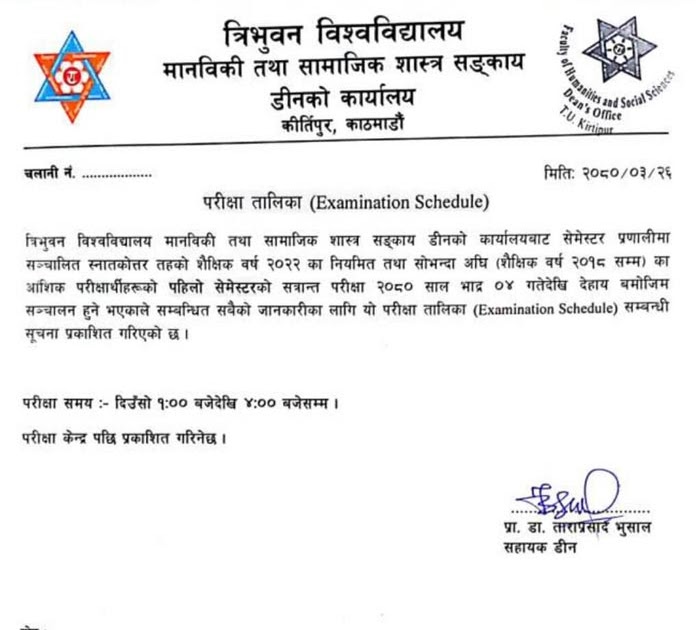 त्रिभुवन विश्वविद्यालय
मानविकी तथा सामाजिक शास्त्र सङ्काय
डीनको कार्यालय
कीर्तिपुर, काठमाडौं
Faculty of Humanities and Social Sciences
Dean's Office
T.U. Kirtipur
चलानी नं. ..................
मिति: २०८०/०३/२६
परीक्षा तालिका (Examination Schedule)
त्रिभुवन विश्वविद्यालय मानविकी तथा सामाजिक शास्त्र सङ्काय डीनको कार्यालयबाट सेमेस्टर प्रणालीमा
सञ्चालित स्नातकोत्तर तहको शैक्षिक वर्ष २०२२ का नियमित तथा सोभन्दा अघि (शैक्षिक वर्ष २०१८ सम्म) का
आंशिक परीक्षार्थीहरूको पहिलो सेमेस्टरको सत्रान्त परीक्षा २०८० साल भाद्र ०४ गतेदेखि देहाय बमोजिम
सञ्चालन हुने भएकाले सम्बन्धित सबैको जानकारीका लागि यो परीक्षा तालिका (Examination Schedule) सम्बन्धी
सूचना प्रकाशित गरिएको छ ।
परीक्षा समय :- दिउँसो १:०० बजेदेखि ४:०० बजेसम्म ।
परीक्षा केन्द्र पछि प्रकाशित गरिनेछ ।
प्रा. डा. ताराप्रसाद भुसाल
सहायक डीन